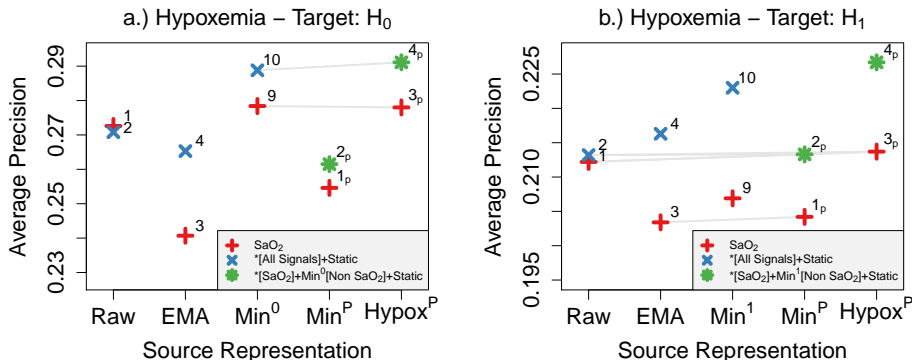 a.) Hypoxemia − Target: H0
Average Precision
0.29
0.27
0.25
0.23
1
2
4
3
10
9
2p
1p
4p
3p
SaO2
*[All Signals]+Static
*[SaO2]+Min0[Non SaO2]+Static
Raw EMA Min0 MinP HypoxP
Source Representation
b.) Hypoxemia − Target: H1
Average Precision
0.225
0.210
0.195
2
1
4
3
10
9
2p
1p
4p
3p
SaO2
*[All Signals]+Static
*[SaO2]+Min1[Non SaO2]+Static
Raw EMA Min1 MinP HypoxP
Source Representation